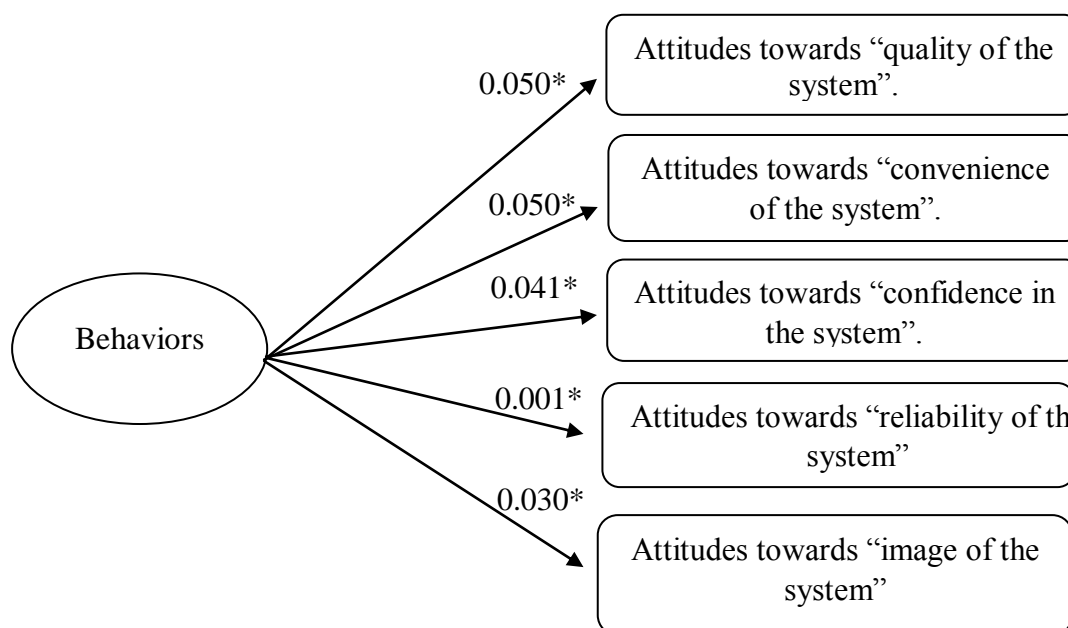 Attitudes towards “quality of the
system”.
0.050*
Attitudes towards “convenience
of the system”.
0.050*
Attitudes towards “confidence in
the system”.
0.041*
Behaviors
Attitudes towards “reliability of th
system”
0.001*
Attitudes towards “image of the
system”
0.030*